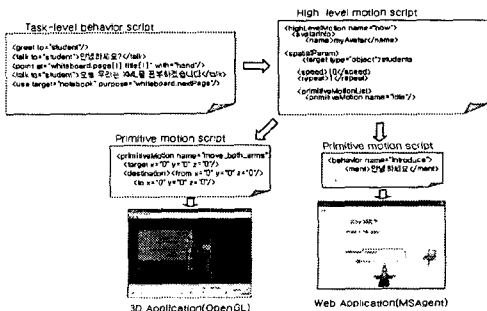 Task-level behavior script
<greet to="student"/>
<talk to="student">안녕하세요?</talk>
<point at="whiteboard.page[1].title[1]" with="hand"/>
<talk to="student">오늘 우리는 XML을 공부하겠습니다</talk>
<use target="notebook" purpose="whiteboard.nextPage"/>
High-level motion script
<highLevelMotion name="bow">
<avatarInfo>
<name>myAvatar</name>
<spatialParam>
<target type="object">students
<speed>10</speed>
<repeat>1</repeat>
<primitiveMotionList>
<primitiveMotion name="idle"/>
Primitive motion script
<primitiveMotion name="move_both_arms">
<target x="0" y="0" z="0"/>
<destination><from x="0" y="0" z="0"/>
<to x="0" y="0" z="0"/>
Primitive motion script
<behavior name="introduce">
<ment>안녕하세요</ment>
3D Application(OpenGL)
Web Application(MSAgent)